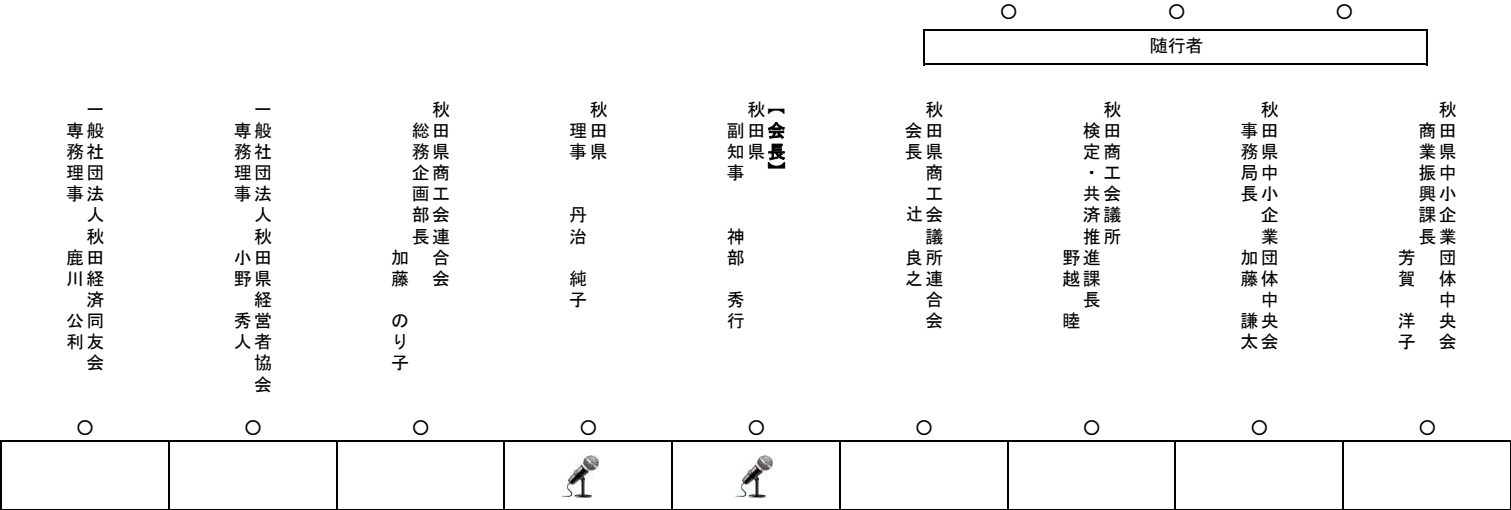 随行者
秋田県中小企業団体中央会
商業振興課長
芳賀 洋子
秋田県中小企業団体中央会
事務局長 加藤 謙太
秋田商工会議所
検定・共済推進課長
野越 睦
秋田県商工会議所連合会
会長 辻 良之
【会長】
秋田県
副知事 神部 秀行
秋田県
理事 丹治 純子
秋田県商工会連合会
総務企画部長
加藤 のり子
一般社団法人秋田県経営者協会
専務理事 小野 秀人
一般社団法人秋田経済同友会
専務理事 鹿川 公利